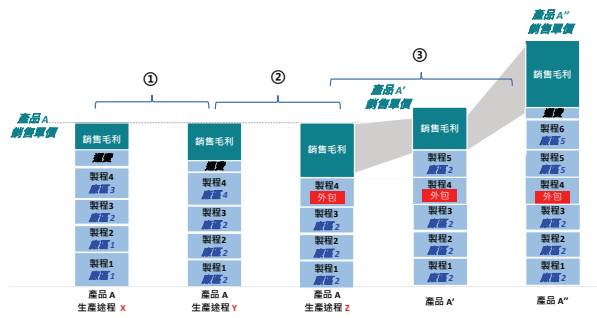 產品 A”
銷售單價
③
①
②
產品 A’
銷售單價
產品 A
銷售單價
銷售毛利
運費
製程4
廠區3
製程3
廠區2
製程2
廠區1
製程1
廠區1
產品 A
生產途程 X
銷售毛利
運費
製程4
廠區4
製程3
廠區2
製程2
廠區2
製程1
廠區2
產品 A
生產途程 Y
銷售毛利
製程4
外包
製程3
廠區2
製程2
廠區2
製程1
廠區2
產品 A
生產途程 Z
銷售毛利
製程5
廠區2
製程4
外包
製程3
廠區2
製程2
廠區2
製程1
廠區2
產品 A’
銷售毛利
運費
製程6
廠區5
製程5
廠區5
製程4
外包
製程3
廠區2
製程2
廠區2
製程1
廠區2
產品 A”